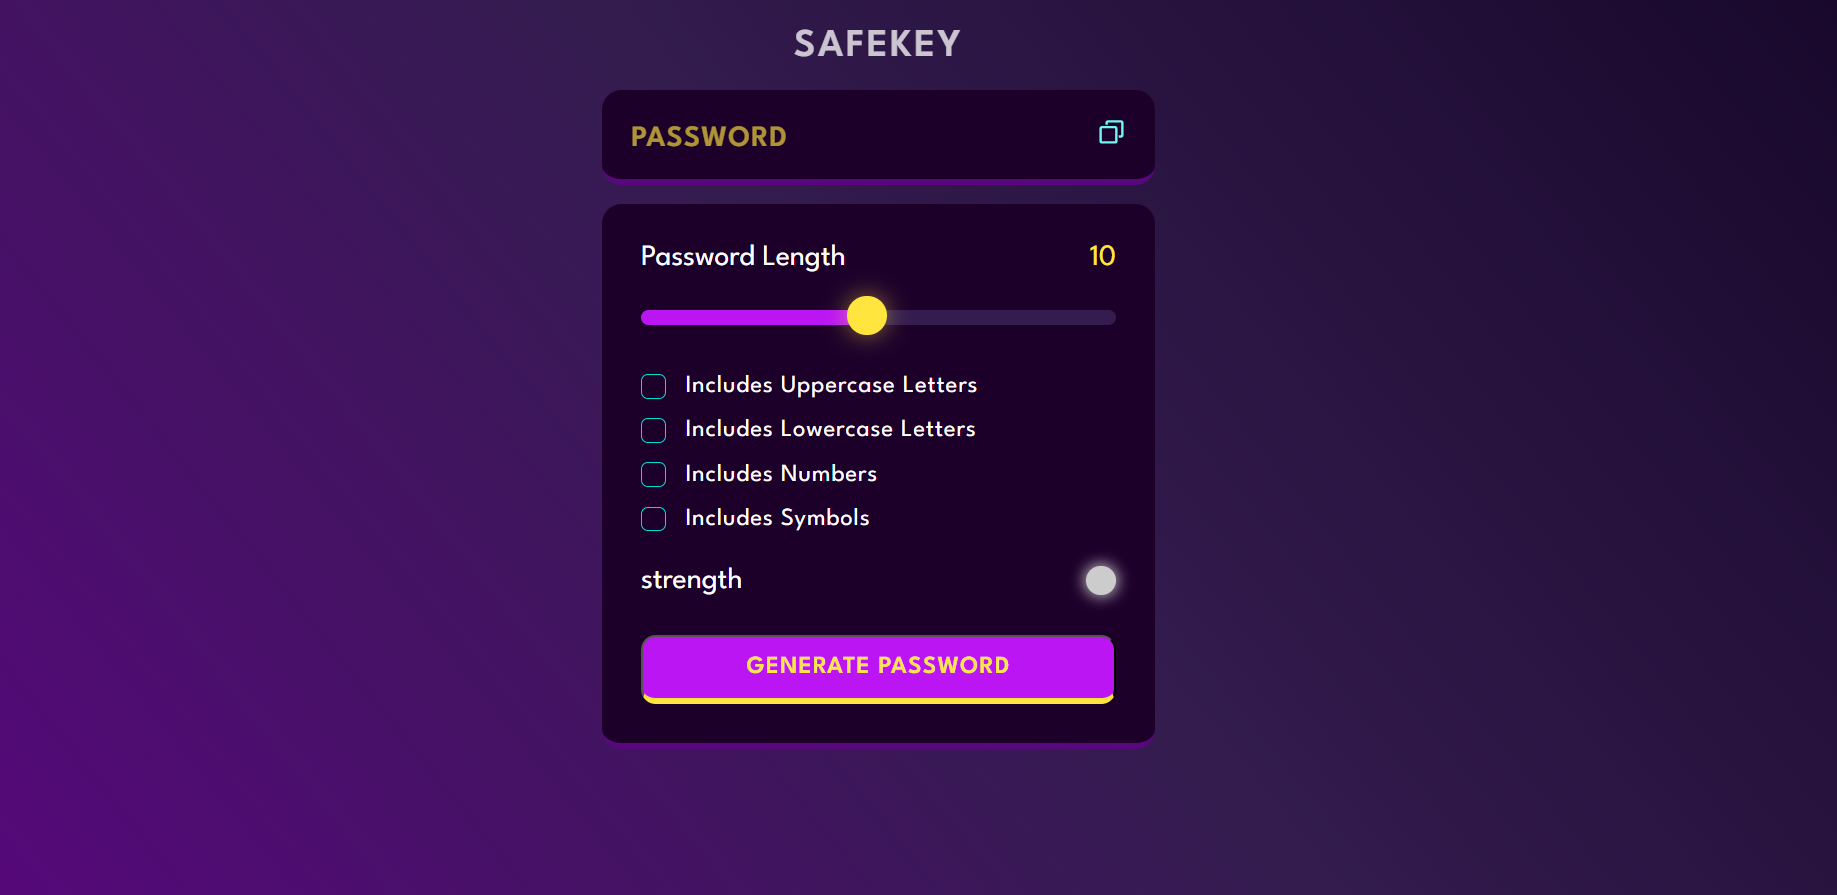 SAFEKEY
PASSWORD
Password Length 10
Includes Uppercase Letters
Includes Lowercase Letters
Includes Numbers
Includes Symbols
strength
GENERATE PASSWORD